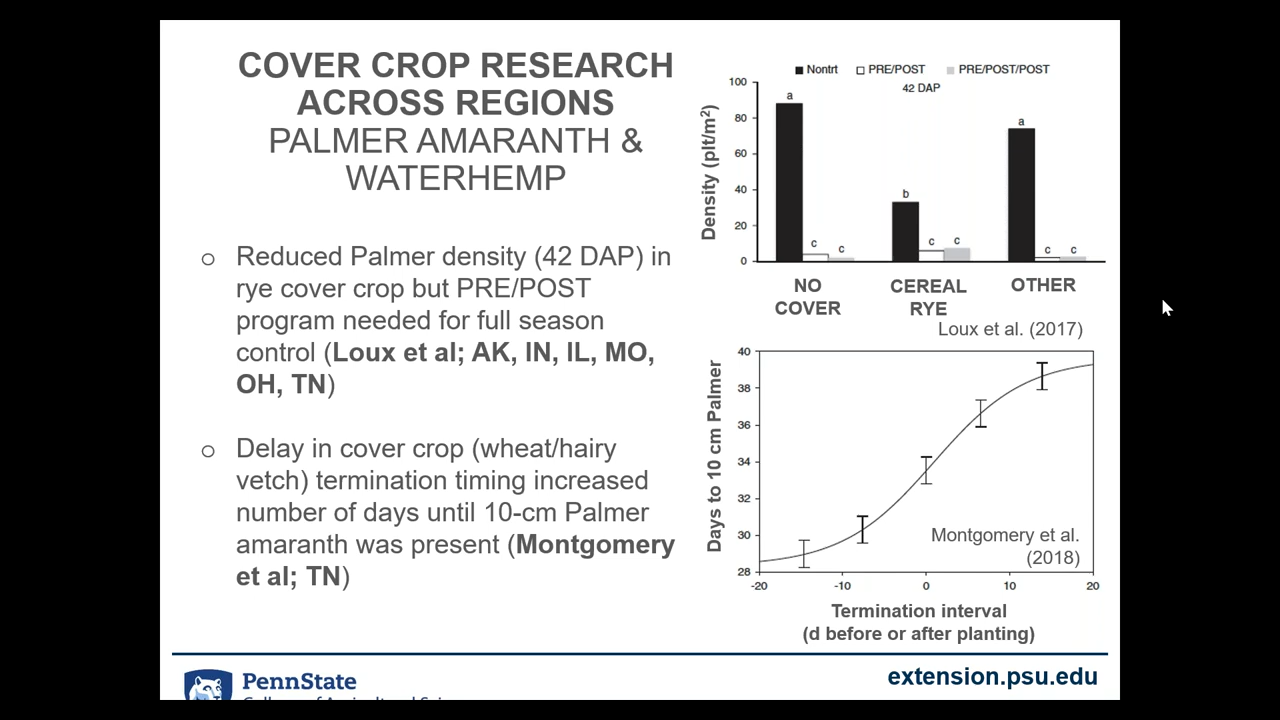 COVER CROP RESEARCH
ACROSS REGIONS
PALMER AMARANTH &
WATERHEMP
o Reduced Palmer density (42 DAP) in
rye cover crop but PRE/POST
program needed for full season
control (Loux et al; AK, IN, IL, MO,
OH, TN)
o Delay in cover crop (wheat/hairy
vetch) termination timing increased
number of days until 10-cm Palmer
amaranth was present (Montgomery
et al; TN)
Nontrt PRE/POST PRE/POST/POST
42 DAP
Density (plt/m²)
100
80
60
40
20
0
a c c b c c a c c
NO COVER
CEREAL RYE
OTHER
Loux et al. (2017)
Days to 10 cm Palmer
40
38
36
34
32
30
28
Montgomery et al.
(2018)
-20 -10 0 10 20
Termination interval
(d before or after planting)
PennState
extension.psu.edu